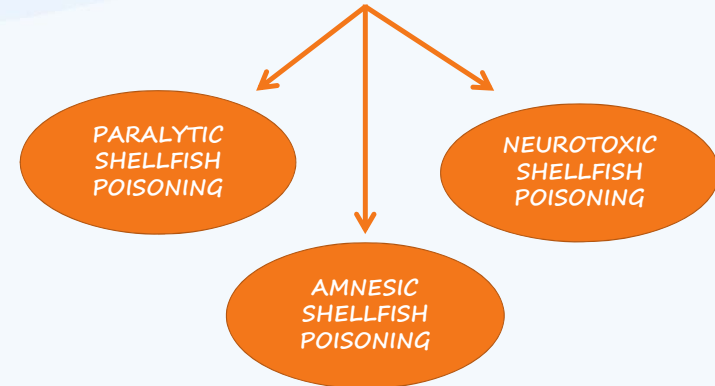 PARALYTIC
SHELLFISH
POISONING
NEUROTOXIC
SHELLFISH
POISONING
AMNESIC
SHELLFISH
POISONING